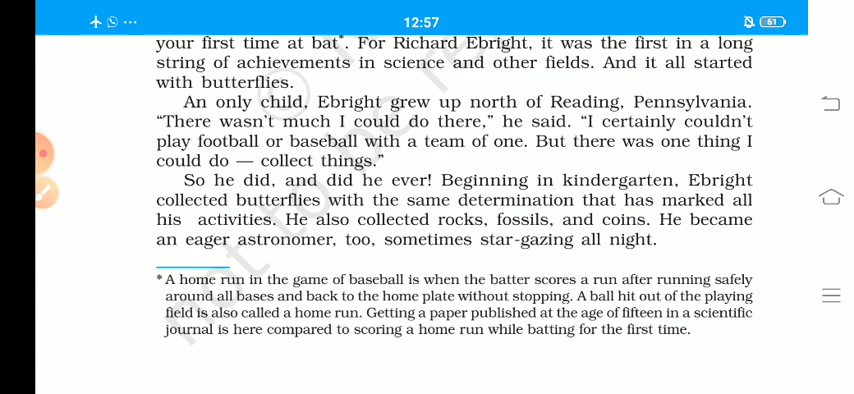 12:57
61
your first time at bat*. For Richard Ebright, it was the first in a long
string of achievements in science and other fields. And it all started
with butterflies.
An only child, Ebright grew up north of Reading, Pennsylvania.
“There wasn’t much I could do there,” he said. “I certainly couldn’t
play football or baseball with a team of one. But there was one thing I
could do — collect things.”
So he did, and did he ever! Beginning in kindergarten, Ebright
collected butterflies with the same determination that has marked all
his activities. He also collected rocks, fossils, and coins. He became
an eager astronomer, too, sometimes star-gazing all night.
* A home run in the game of baseball is when the batter scores a run after running safely
around all bases and back to the home plate without stopping. A ball hit out of the playing
field is also called a home run. Getting a paper published at the age of fifteen in a scientific
journal is here compared to scoring a home run while batting for the first time.
not to be re